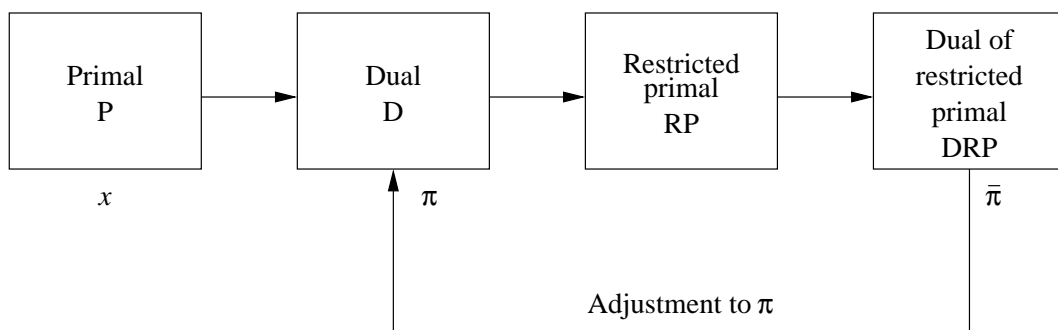 Primal
P
Dual
D
Restricted
primal
RP
Dual of
restricted
primal
DRP
x
π
π̄
Adjustment to π